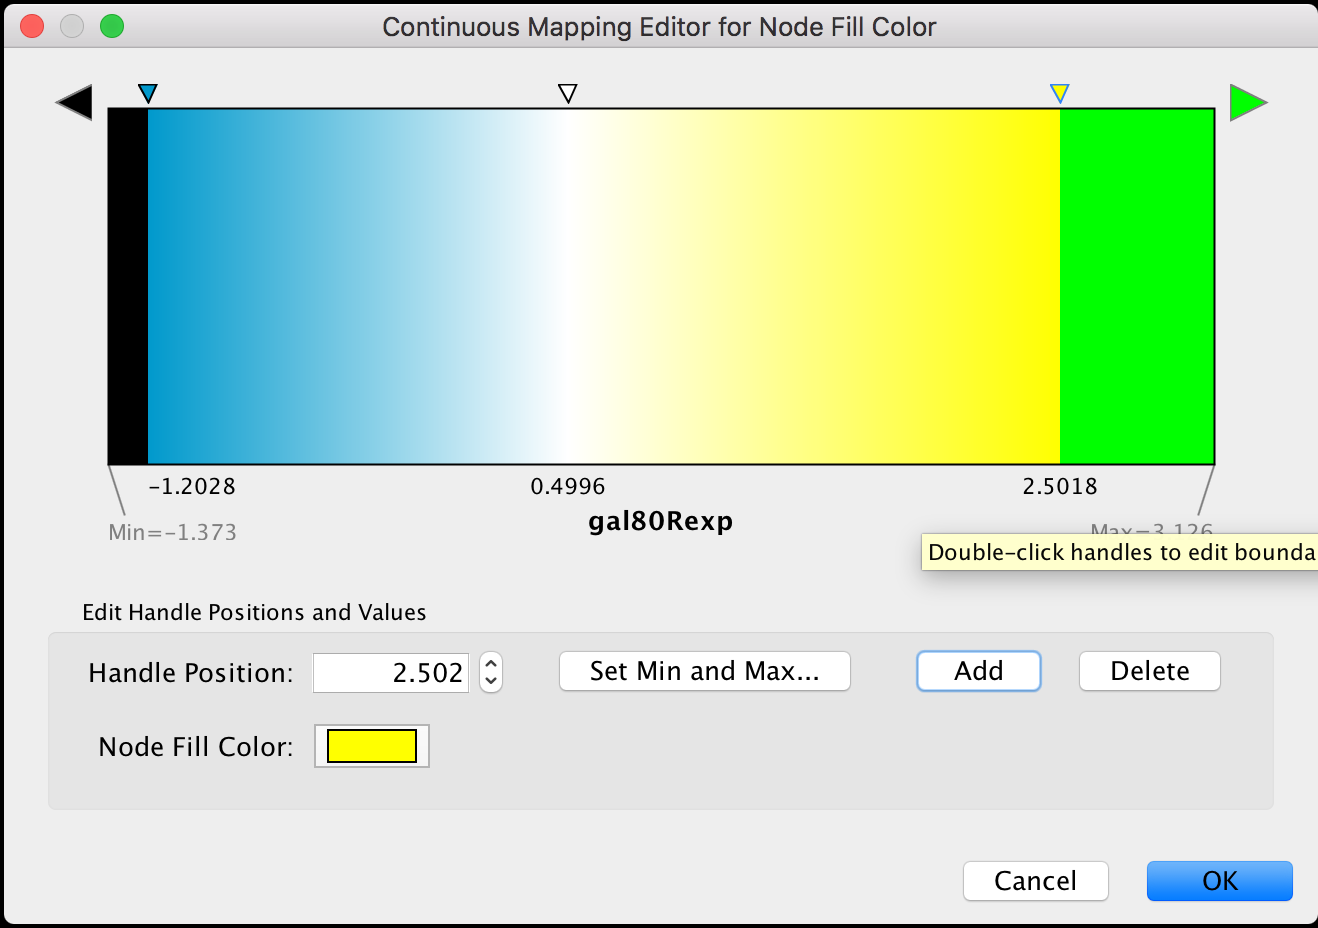 Continuous Mapping Editor for Node Fill Color
-1.2028 0.4996 2.5018
gal80Rexp
Min=-1.373 Max=3.126
Double-click handles to edit bounda
Edit Handle Positions and Values
Handle Position: 2.502 Set Min and Max... Add Delete
Node Fill Color:
Cancel OK